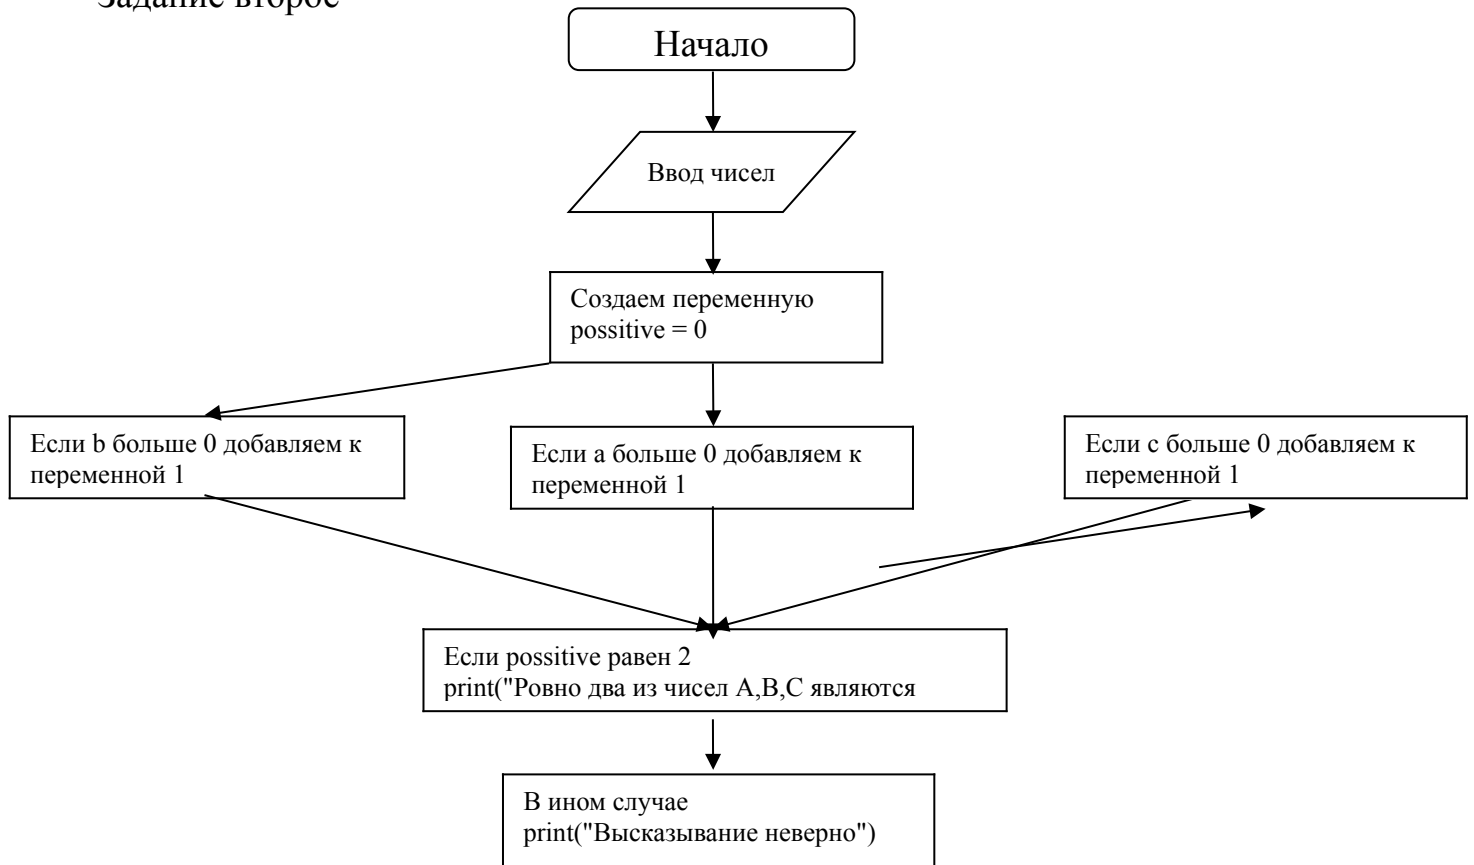 Задание второе
Начало
Ввод чисел
Создаем переменную
possitive = 0
Если b больше 0 добавляем к
переменной 1
Если a больше 0 добавляем к
переменной 1
Если c больше 0 добавляем к
переменной 1
Если possitive равен 2
print("Ровно два из чисел A,B,C являются
В ином случае
print("Высказывание неверно")